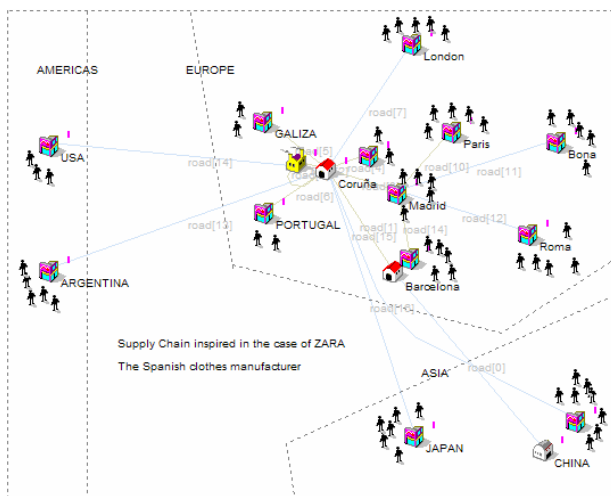 London
AMERICAS
EUROPE
road[7]
GALIZA
Paris
Bona
USA
road[14]
road[5]
road[4]
road[10]
road[11]
Coruña
road[6]
Madrid
road[12]
road[13]
PORTUGAL
road[1]
road[14]
road[15]
Roma
ARGENTINA
Barcelona
road[16]
Supply Chain inspired in the case of ZARA
The Spanish clothes manufacturer
road[0]
ASIA
JAPAN
CHINA